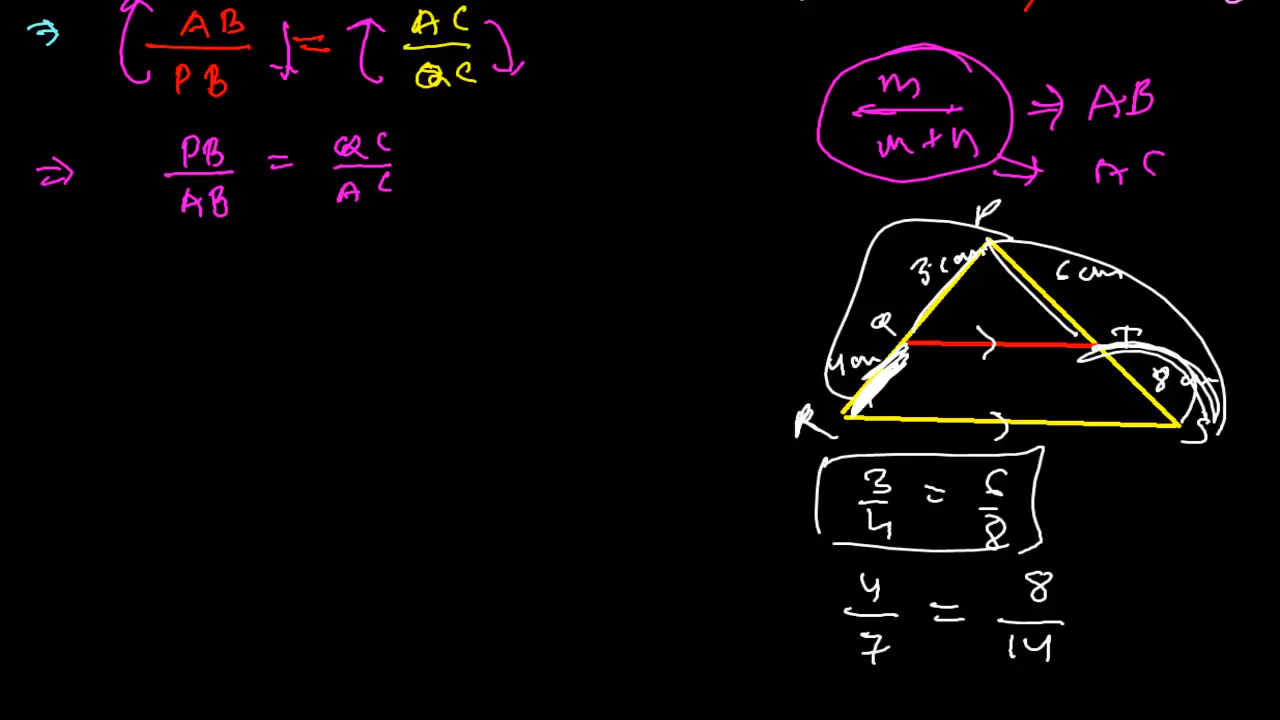 ⇒ AB/PB = AC/QC
⇒ PB/AB = QC/AC
m/m+n ⇒ AB
→ AC
P
3 cm 6 cm
Q T
4 cm 8 cm
R S
3/4 = 6/8
4/7 = 8/14